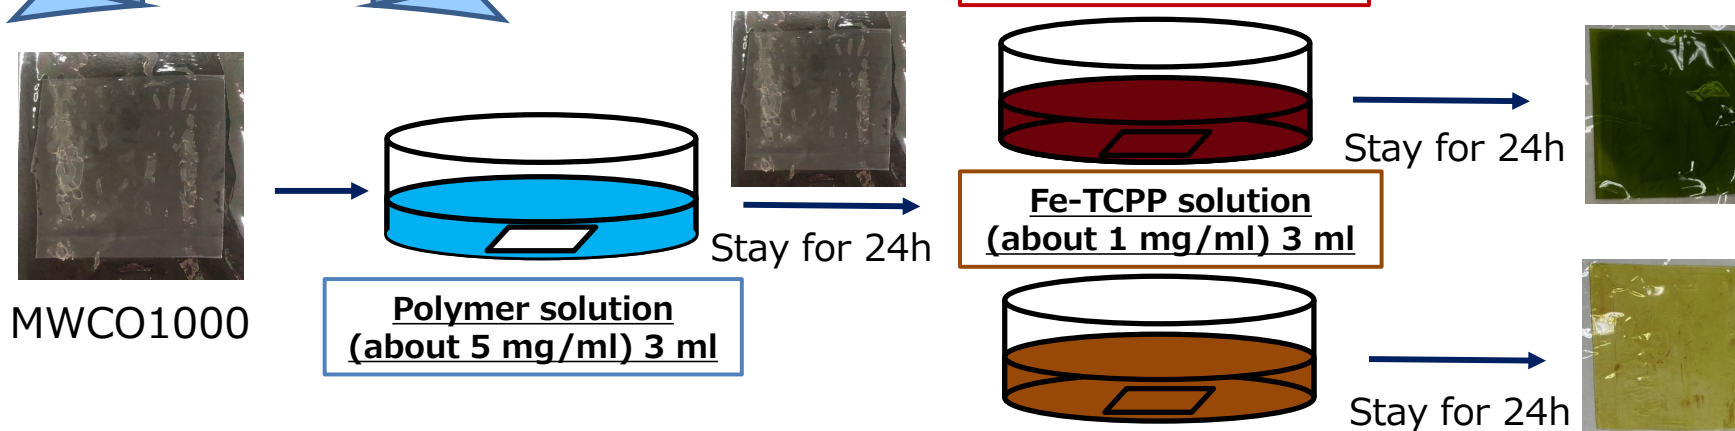 Stay for 24h
Fe-TCPP solution
(about 1 mg/ml) 3 ml
Stay for 24h
MWCO1000
Polymer solution
(about 5 mg/ml) 3 ml
Stay for 24h